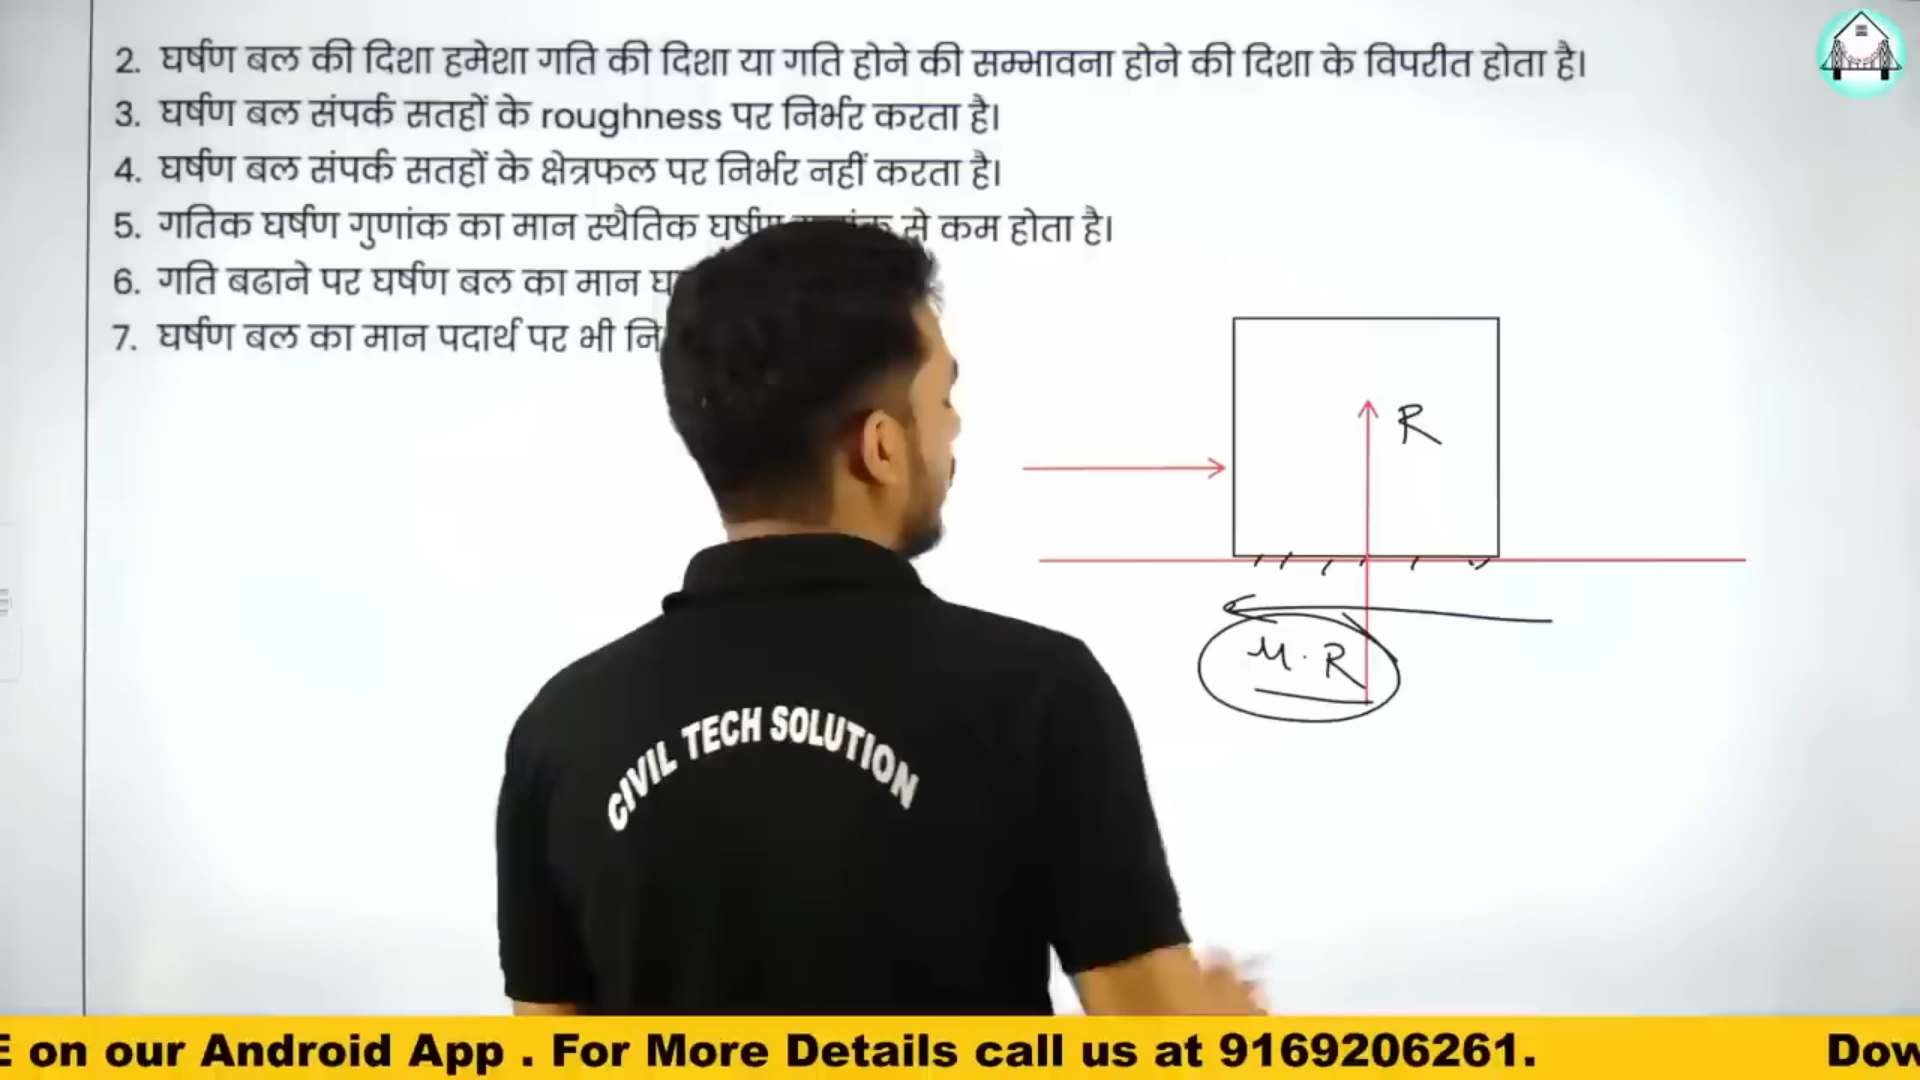 2. घर्षण बल की दिशा हमेशा गति की दिशा या गति होने की सम्भावना होने की दिशा के विपरीत होता है।
3. घर्षण बल संपर्क सतहों के roughness पर निर्भर करता है।
4. घर्षण बल संपर्क सतहों के क्षेत्रफल पर निर्भर नहीं करता है।
5. गतिक घर्षण गुणांक का मान स्थैतिक घर्षण से कम होता है।
6. गति बढाने पर घर्षण बल का मान
7. घर्षण बल का मान पदार्थ पर भी
R
μ.R
CIVIL TECH SOLUTION
E on our Android App . For More Details call us at 9169206261. Dow